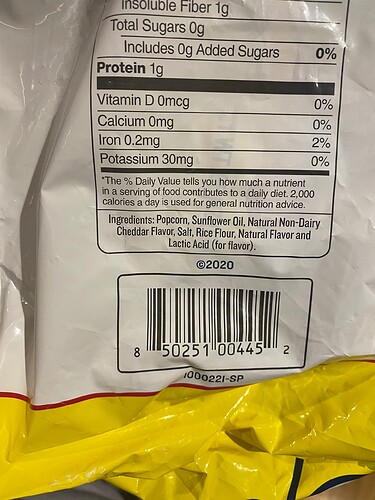 Insoluble Fiber 1g
Total Sugars 0g
Includes 0g Added Sugars 0%
Protein 1g
Vitamin D 0mcg 0%
Calcium 0mg 0%
Iron 0.2mg 2%
Potassium 30mg 0%
*The % Daily Value tells you how much a nutrient
in a serving of food contributes to a daily diet. 2,000
calories a day is used for general nutrition advice.
Ingredients: Popcorn, Sunflower Oil, Natural Non-Dairy
Cheddar Flavor, Salt, Rice Flour, Natural Flavor and
Lactic Acid (for flavor).
©2020
8 50251 00445 2
100022I-SP